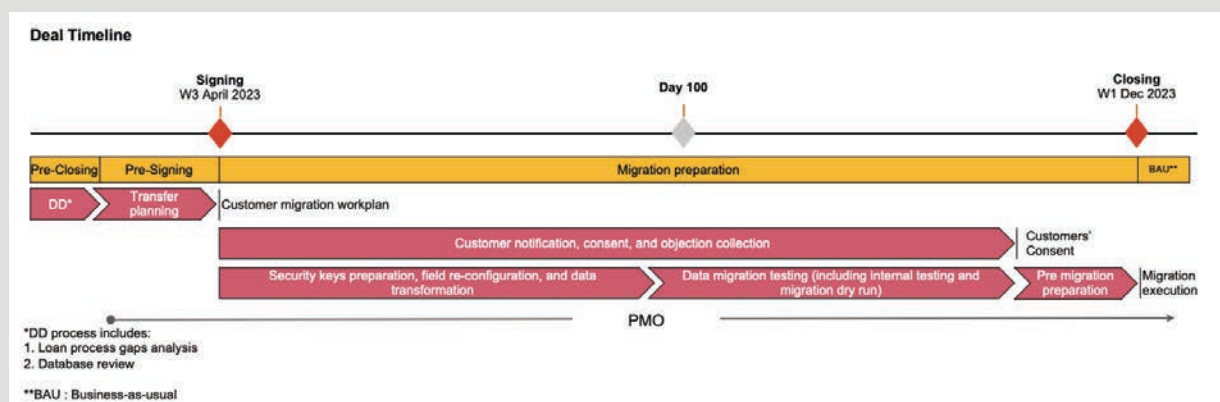 Deal Timeline
Signing
W3 April 2023
Day 100
Closing
W1 Dec 2023
Pre-Closing
Pre-Signing
Migration preparation
BAU**
DD*
Transfer
planning
Customer migration workplan
Customer notification, consent, and objection collection
Customers'
Consent
Security keys preparation, field re-configuration, and data
transformation
Data migration testing (including internal testing and
migration dry run)
Pre migration
preparation
Migration
execution
PMO
*DD process includes:
1. Loan process gaps analysis
2. Database review
**BAU : Business-as-usual